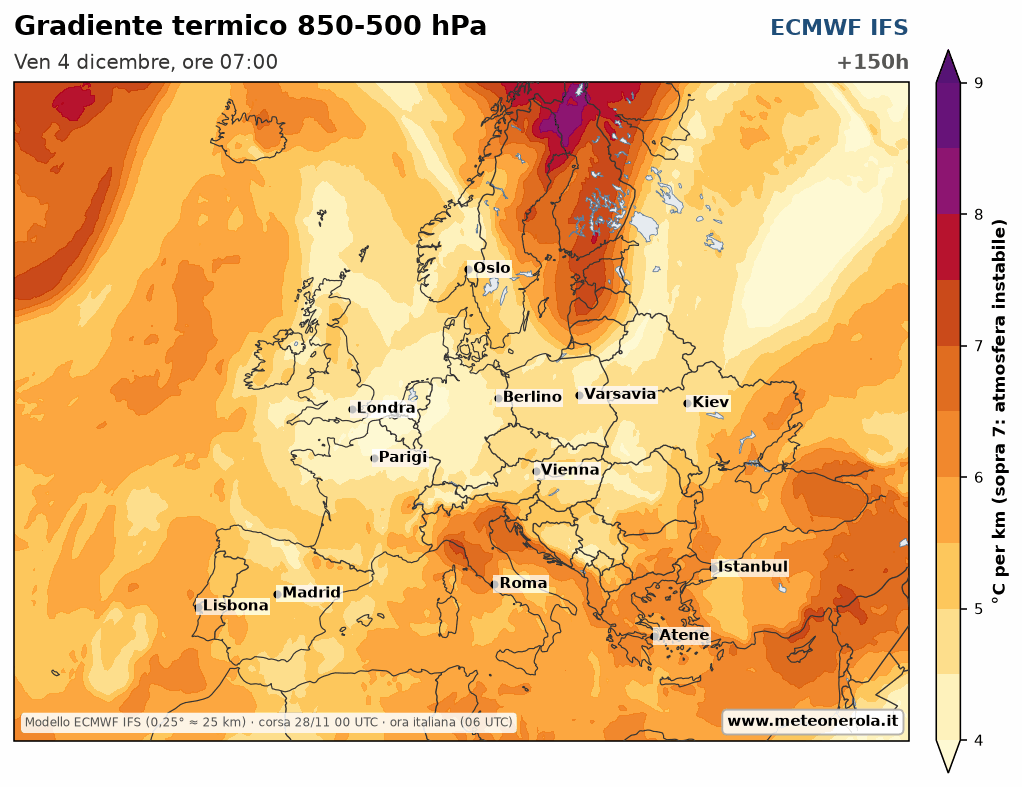 Gradiente termico 850-500 hPa
ECMWF IFS
Ven 4 dicembre, ore 07:00
+150h
Oslo
Berlino
Varsavia
Kiev
Londra
Parigi
Vienna
Istanbul
Roma
Madrid
Lisbona
Atene
Modello ECMWF IFS (0,25° ≈ 25 km) · corsa 28/11 00 UTC · ora italiana (06 UTC)
www.meteonerola.it
9
8
7
6
5
4
°C per km (sopra 7: atmosfera instabile)